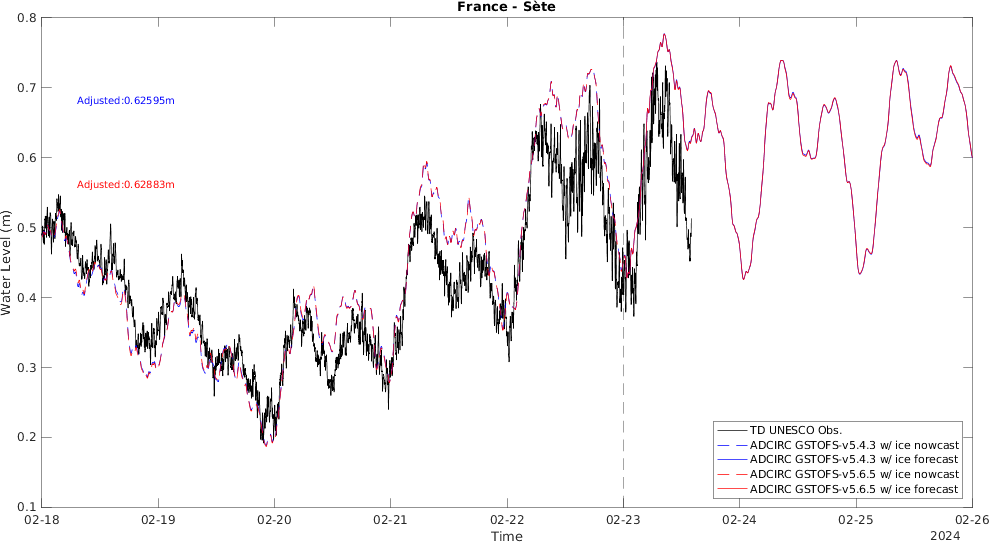 France - Sète
0.8
0.7
0.6
0.5
0.4
0.3
0.2
0.1
Water Level (m)
Adjusted:0.62595m
Adjusted:0.62883m
TD UNESCO Obs.
ADCIRC GSTOFS-v5.4.3 w/ ice nowcast
ADCIRC GSTOFS-v5.4.3 w/ ice forecast
ADCIRC GSTOFS-v5.6.5 w/ ice nowcast
ADCIRC GSTOFS-v5.6.5 w/ ice forecast
02-18 02-19 02-20 02-21 02-22 02-23 02-24 02-25 02-26
Time
2024